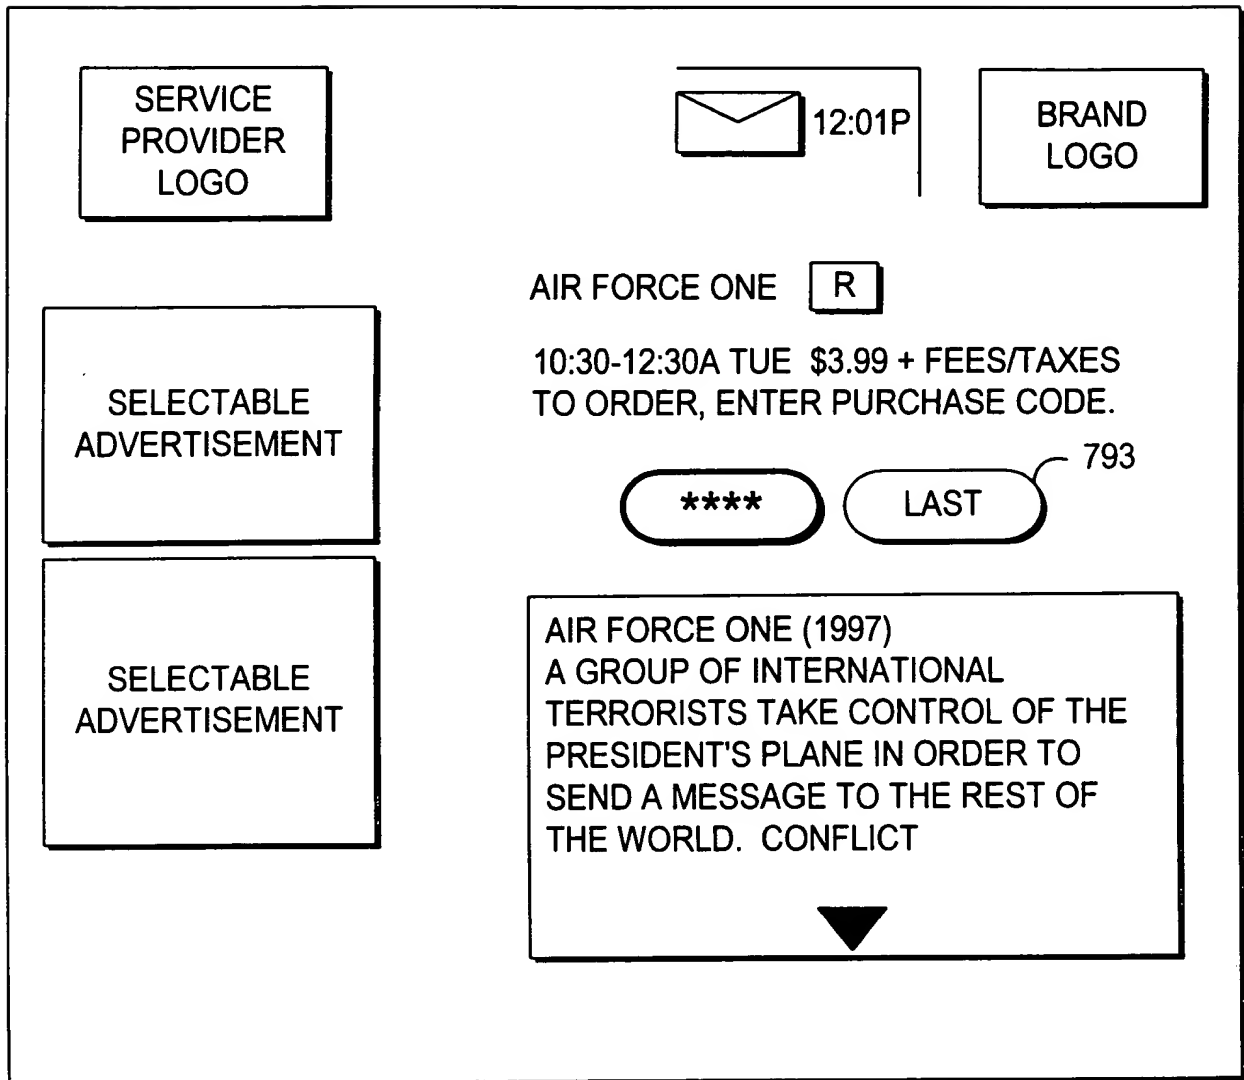 SERVICE
PROVIDER
LOGO
12:01P
BRAND
LOGO
AIR FORCE ONE R
10:30-12:30A TUE $3.99 + FEES/TAXES
TO ORDER, ENTER PURCHASE CODE.
**** LAST 793
SELECTABLE
ADVERTISEMENT
SELECTABLE
ADVERTISEMENT
AIR FORCE ONE (1997)
A GROUP OF INTERNATIONAL
TERRORISTS TAKE CONTROL OF THE
PRESIDENT'S PLANE IN ORDER TO
SEND A MESSAGE TO THE REST OF
THE WORLD. CONFLICT